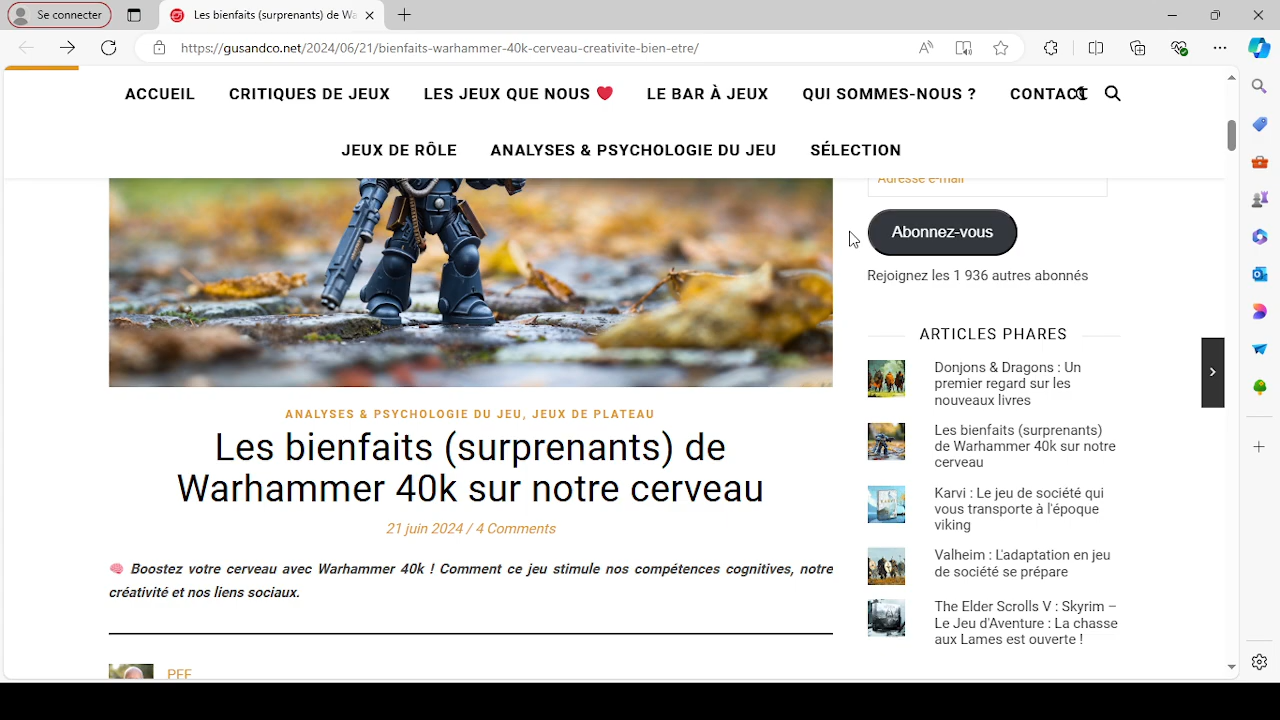 Se connecter
Les bienfaits (surprenants) de Wa
https://gusandco.net/2024/06/21/bienfaits-warhammer-40k-cerveau-creativite-bien-etre/
ACCUEIL CRITIQUES DE JEUX LES JEUX QUE NOUS ❤ LE BAR À JEUX QUI SOMMES-NOUS ? CONTACT
JEUX DE RÔLE ANALYSES & PSYCHOLOGIE DU JEU SÉLECTION
Adresse e-mail
Abonnez-vous
Rejoignez les 1 936 autres abonnés
ARTICLES PHARES
Donjons & Dragons : Un
premier regard sur les
nouveaux livres
Les bienfaits (surprenants)
de Warhammer 40k sur notre
cerveau
Karvi : Le jeu de société qui
vous transporte à l'époque
viking
Valheim : L'adaptation en jeu
de société se prépare
The Elder Scrolls V : Skyrim –
Le Jeu d'Aventure : La chasse
aux Lames est ouverte !
ANALYSES & PSYCHOLOGIE DU JEU, JEUX DE PLATEAU
Les bienfaits (surprenants) de
Warhammer 40k sur notre cerveau
21 juin 2024 / 4 Comments
🧠 Boostez votre cerveau avec Warhammer 40k ! Comment ce jeu stimule nos compétences cognitives, notre
créativité et nos liens sociaux.